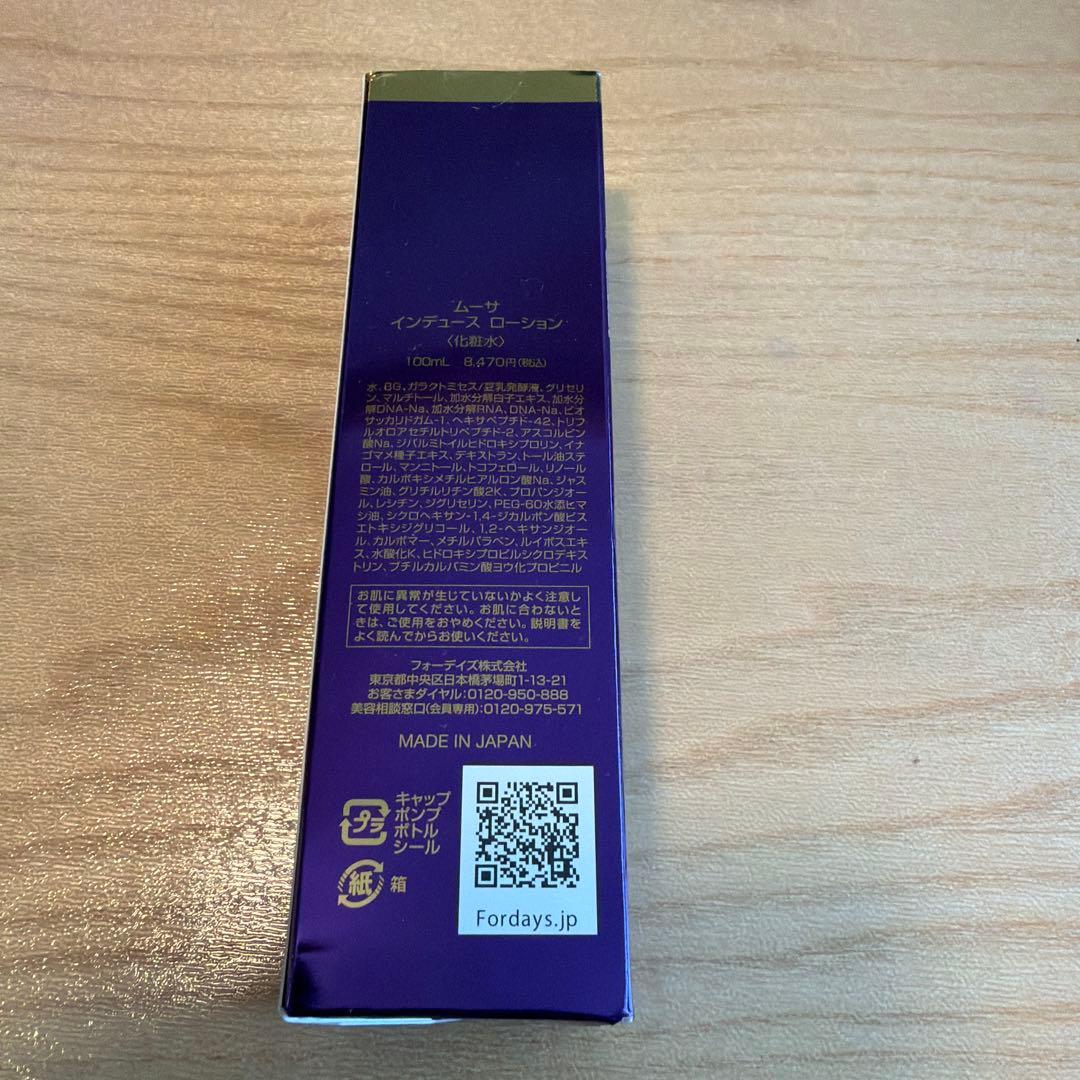 ムーサ
インデュース ローション
〈化粧水〉
100mL 8,470円(税込)
水、BG、ガラクトミセス/豆乳発酵液、グリセリ
ン、マルチトール、加水分解白子エキス、加水分
解DNA-Na、加水分解RNA、DNA-Na、ビオ
サッカリドガム-1、ヘキサペプチド-42、トリフ
ルオロアセチルトリペプチド-2、アスコルビン
酸Na、ジパルミトイルヒドロキシプロリン、イナ
ゴマメ種子エキス、デキストラン、トール油ステ
ロール、マンニトール、トコフェロール、リノール
酸、カルボキシメチルヒアルロン酸Na、ジャス
ミン油、グリチルリチン酸2K、プロパンジオー
ル、レシチン、ジグリセリン、PEG-60水添ヒマ
シ油、シクロヘキサン-1,4-ジカルボン酸ビス
エトキシジグリコール、1,2-ヘキサンジオー
ル、カルボマー、メチルパラベン、ルイボスエキ
ス、水酸化K、ヒドロキシプロピルシクロデキス
トリン、ブチルカルバミン酸ヨウ化プロピニル
お肌に異常が生じていないかよく注意し
て使用してください。お肌に合わないと
きは、ご使用をおやめください。説明書を
よく読んでからお使いください。
フォーデイズ株式会社
東京都中央区日本橋茅場町1-13-21
お客さまダイヤル:0120-950-888
美容相談窓口(会員専用):0120-975-571
MADE IN JAPAN
プラ
キャップ
ポンプ
ボトル
シール
紙 箱
Fordays.jp